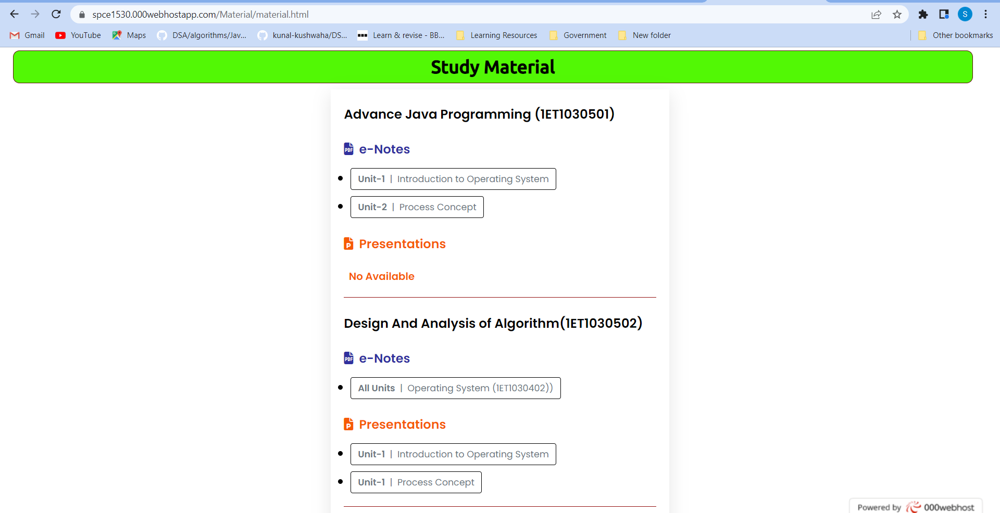 spce1530.000webhostapp.com/Material/material.html
S
Gmail YouTube Maps DSA/algorithms/Jav... kunal-kushwaha/DS... Learn & revise - BB... Learning Resources Government New folder Other bookmarks
Study Material
Advance Java Programming (1ET1030501)
PDF e-Notes
Unit-1 | Introduction to Operating System
Unit-2 | Process Concept
P Presentations
No Available
Design And Analysis of Algorithm(1ET1030502)
PDF e-Notes
All Units | Operating System (1ET1030402))
P Presentations
Unit-1 | Introduction to Operating System
Unit-1 | Process Concept
Powered by 000webhost